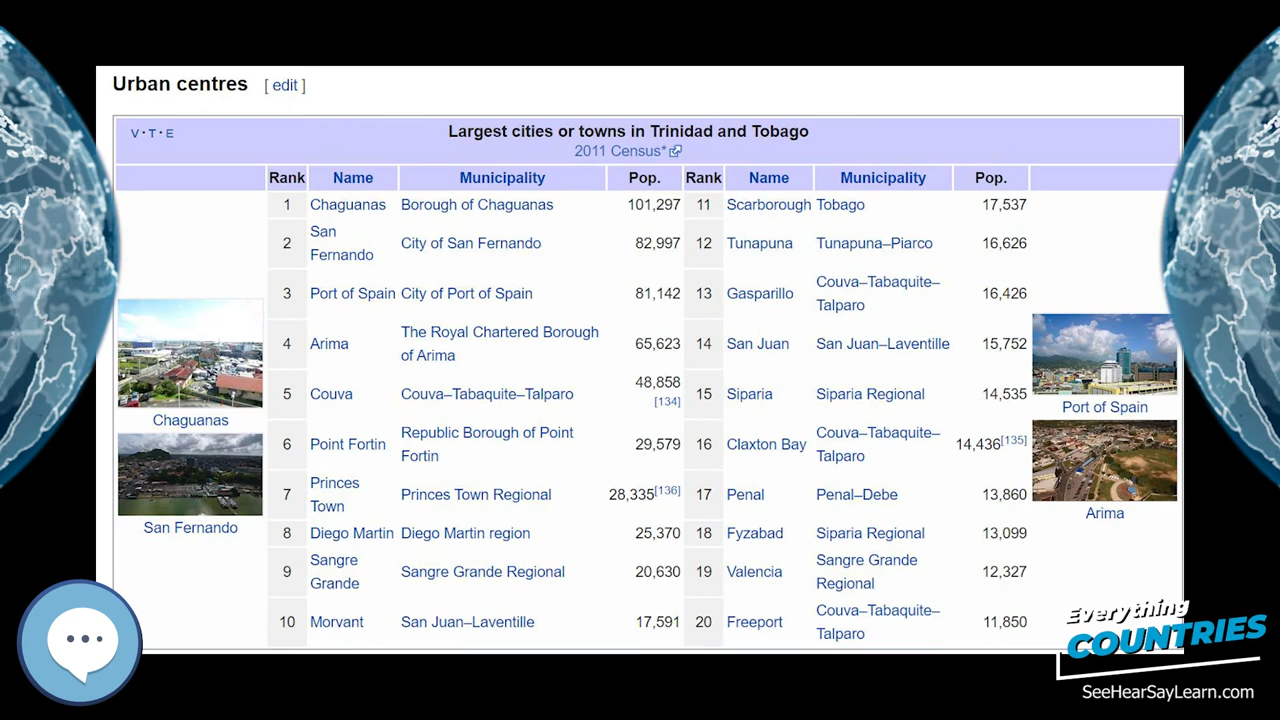 Urban centres [ edit ]
V · T · E
Largest cities or towns in Trinidad and Tobago
2011 Census*
Rank Name Municipality Pop. Rank Name Municipality Pop.
1 Chaguanas Borough of Chaguanas 101,297 11 Scarborough Tobago 17,537
2 San Fernando City of San Fernando 82,997 12 Tunapuna Tunapuna–Piarco 16,626
3 Port of Spain City of Port of Spain 81,142 13 Gasparillo Couva–Tabaquite–Talparo 16,426
4 Arima The Royal Chartered Borough of Arima 65,623 14 San Juan San Juan–Laventille 15,752
5 Couva Couva–Tabaquite–Talparo 48,858 [134] 15 Siparia Siparia Regional 14,535
6 Point Fortin Republic Borough of Point Fortin 29,579 16 Claxton Bay Couva–Tabaquite–Talparo 14,436[135]
7 Princes Town Princes Town Regional 28,335[136] 17 Penal Penal–Debe 13,860
8 Diego Martin Diego Martin region 25,370 18 Fyzabad Siparia Regional 13,099
9 Sangre Grande Sangre Grande Regional 20,630 19 Valencia Sangre Grande Regional 12,327
10 Morvant San Juan–Laventille 17,591 20 Freeport Couva–Tabaquite–Talparo 11,850
Chaguanas
San Fernando
Port of Spain
Arima
Everything
COUNTRIES
SeeHearSayLearn.com